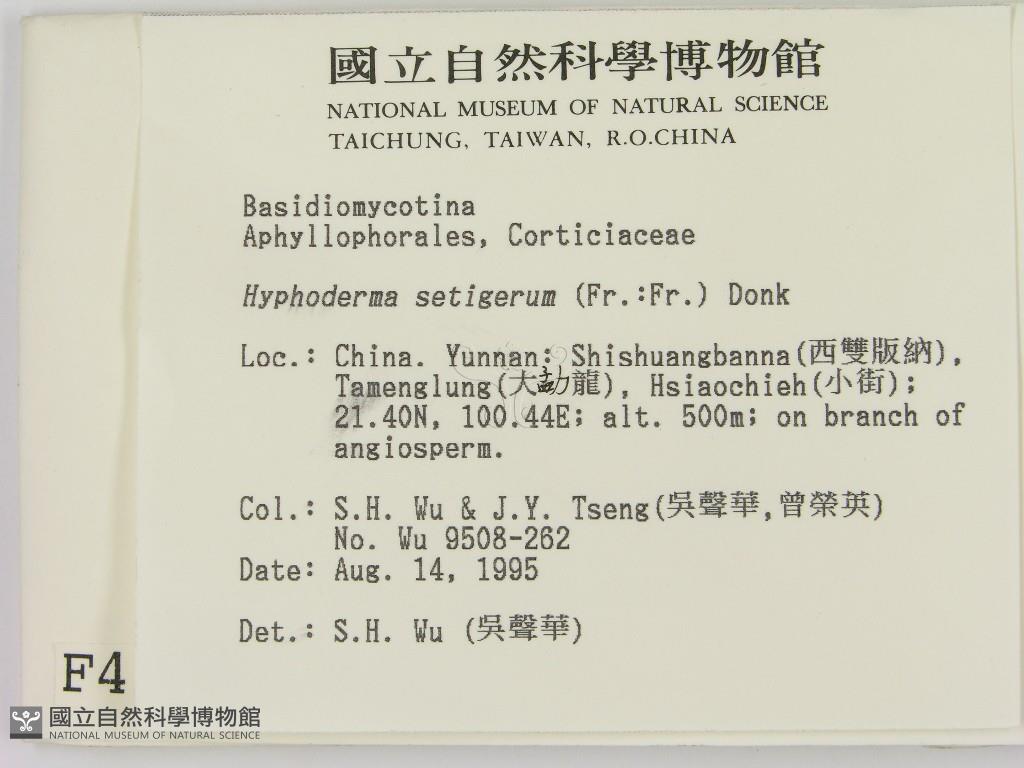 國立自然科學博物館
NATIONAL MUSEUM OF NATURAL SCIENCE
TAICHUNG, TAIWAN, R.O.CHINA
Basidiomycotina
Aphyllophorales, Corticiaceae
Hyphoderma setigerum (Fr.:Fr.) Donk
Loc.: China. Yunnan: Shishuangbanna(西雙版納),
Tamenglung(大勐龍), Hsiaochieh(小街);
21.40N, 100.44E; alt. 500m; on branch of
angiosperm.
Col.: S.H. Wu & J.Y. Tseng(吳聲華,曾榮英)
No. Wu 9508-262
Date: Aug. 14, 1995
Det.: S.H. Wu (吳聲華)
F4
國立自然科學博物館
NATIONAL MUSEUM OF NATURAL SCIENCE